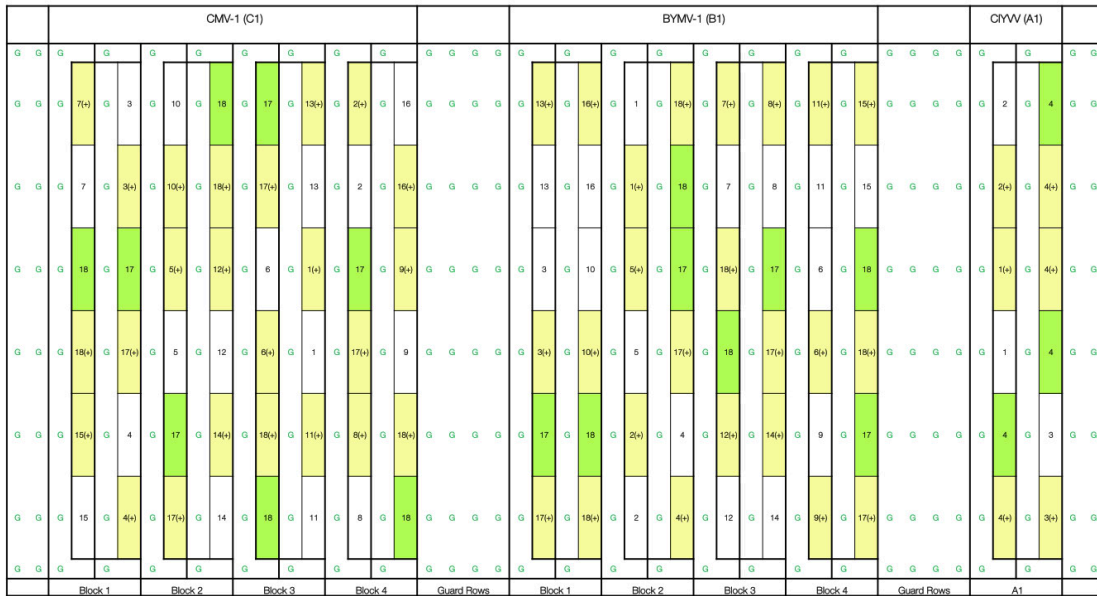 CMV-1 (C1) BYMV-1 (B1) ClYVV (A1)
G G G G G G G G G G G G G G G G G G G G G G G G G G G G G G
G G G 7(+) G 3 G 10 G 18 G 17 G 13(+) G 2(+) G 16 G G G G G 13(+) G 16(+) G 1 G 18(+) G 7(+) G 8(+) G 11(+) G 15(+) G G G G G 2 G 4 G G
G G G 7 G 3(+) G 10(+) G 18(+) G 17(+) G 13 G 2 G 16(+) G G G G G 13 G 16 G 1(+) G 18 G 7 G 8 G 11 G 15 G G G G G 2(+) G 4(+) G G
G G G 18 G 17 G 5(+) G 12(+) G 6 G 1(+) G 17 G 9(+) G G G G G 3 G 10 G 5(+) G 17 G 18(+) G 17 G 6 G 18 G G G G G 1(+) G 4(+) G G
G G G 18(+) G 17(+) G 5 G 12 G 6(+) G 1 G 17(+) G 9 G G G G G 3(+) G 10(+) G 5 G 17(+) G 18 G 17(+) G 6(+) G 18(+) G G G G G 1 G 4 G G
G G G 15(+) G 4 G 17 G 14(+) G 18(+) G 11(+) G 8(+) G 18(+) G G G G G 17 G 18 G 2(+) G 4 G 12(+) G 14(+) G 9 G 17 G G G G G 4 G 3 G G
G G G 15 G 4(+) G 17(+) G 14 G 18 G 11 G 8 G 18 G G G G G 17(+) G 18(+) G 2 G 4(+) G 12 G 14 G 9(+) G 17(+) G G G G G 4(+) G 3(+) G G
G G G G G G G G G G G G G G G G G G G G G G G G G G G G G G
Block 1 Block 2 Block 3 Block 4 Guard Rows Block 1 Block 2 Block 3 Block 4 Guard Rows A1